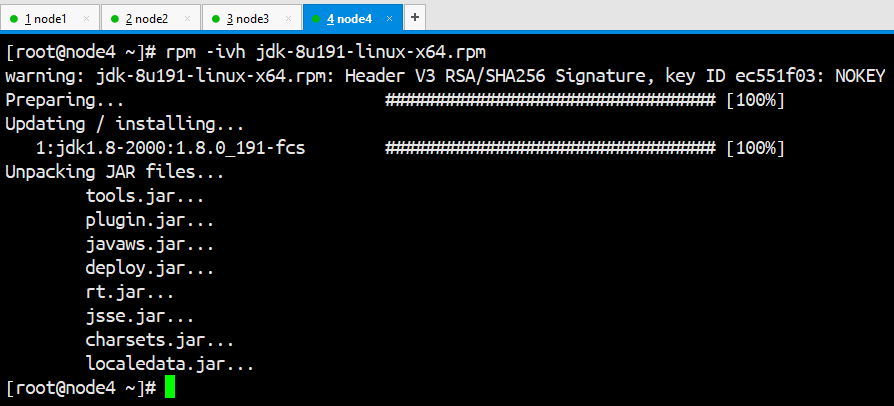 1 node1 × 2 node2 × 3 node3 × 4 node4 × +
[root@node4 ~]# rpm -ivh jdk-8u191-linux-x64.rpm
warning: jdk-8u191-linux-x64.rpm: Header V3 RSA/SHA256 Signature, key ID ec551f03: NOKEY
Preparing... ################################# [100%]
Updating / installing...
1:jdk1.8-2000:1.8.0_191-fcs ################################# [100%]
Unpacking JAR files...
tools.jar...
plugin.jar...
javaws.jar...
deploy.jar...
rt.jar...
jsse.jar...
charsets.jar...
localedata.jar...
[root@node4 ~]#